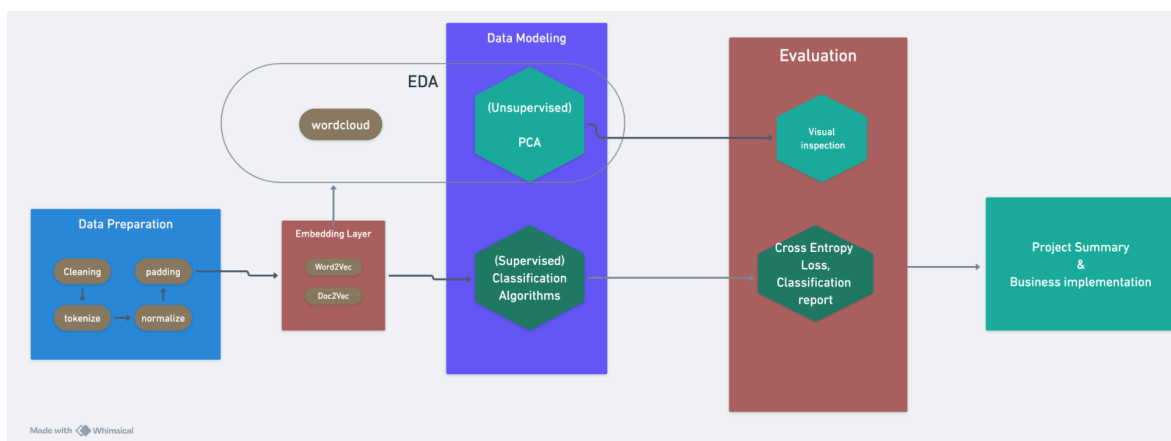 Data Preparation
Cleaning
padding
tokenize
normalize
Embedding Layer
Word2Vec
Doc2Vec
EDA
wordcloud
Data Modeling
(Unsupervised)
PCA
(Supervised)
Classification
Algorithms
Evaluation
Visual
inspection
Cross Entropy
Loss,
Classification
report
Project Summary
&
Business implementation
Made with Whimsical